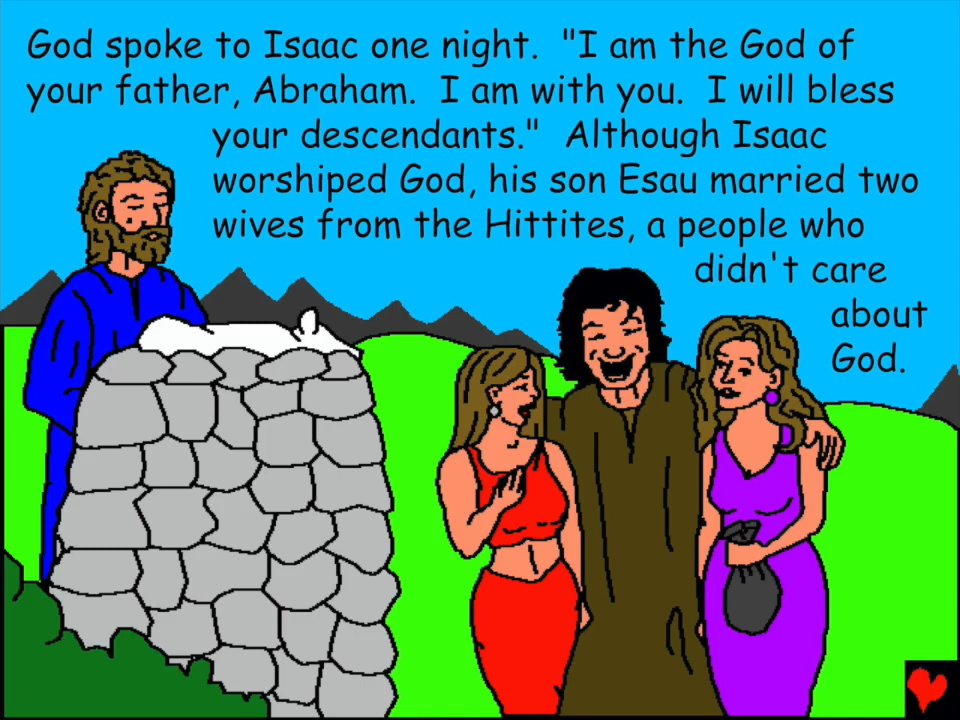 God spoke to Isaac one night.  "I am the God of
your father, Abraham.  I am with you.  I will bless
your descendants."  Although Isaac
worshiped God, his son Esau married two
wives from the Hittites, a people who
didn't care
about
God.